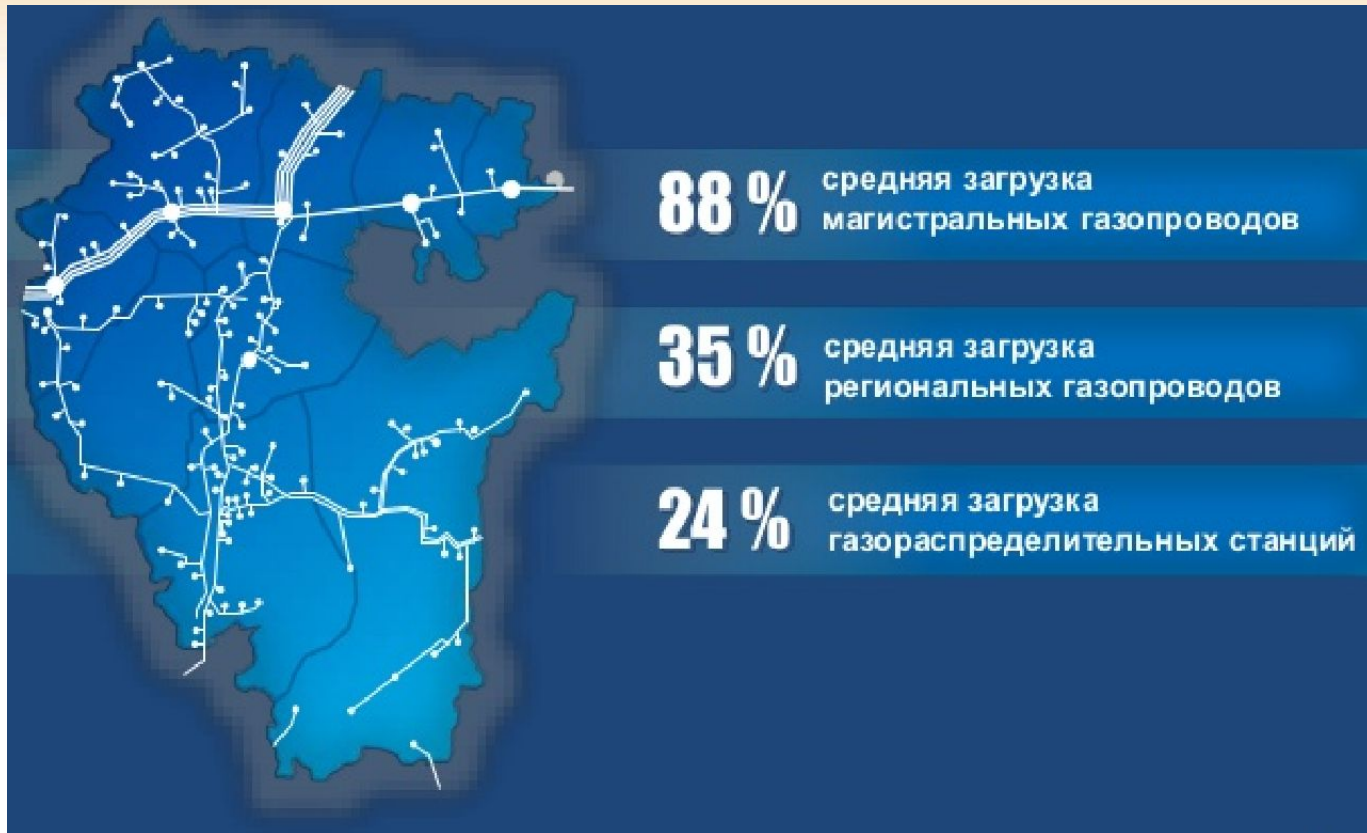 88 %
средняя загрузка
магистральных газопроводов
35 %
средняя загрузка
региональных газопроводов
24 %
средняя загрузка
газораспределительных станций